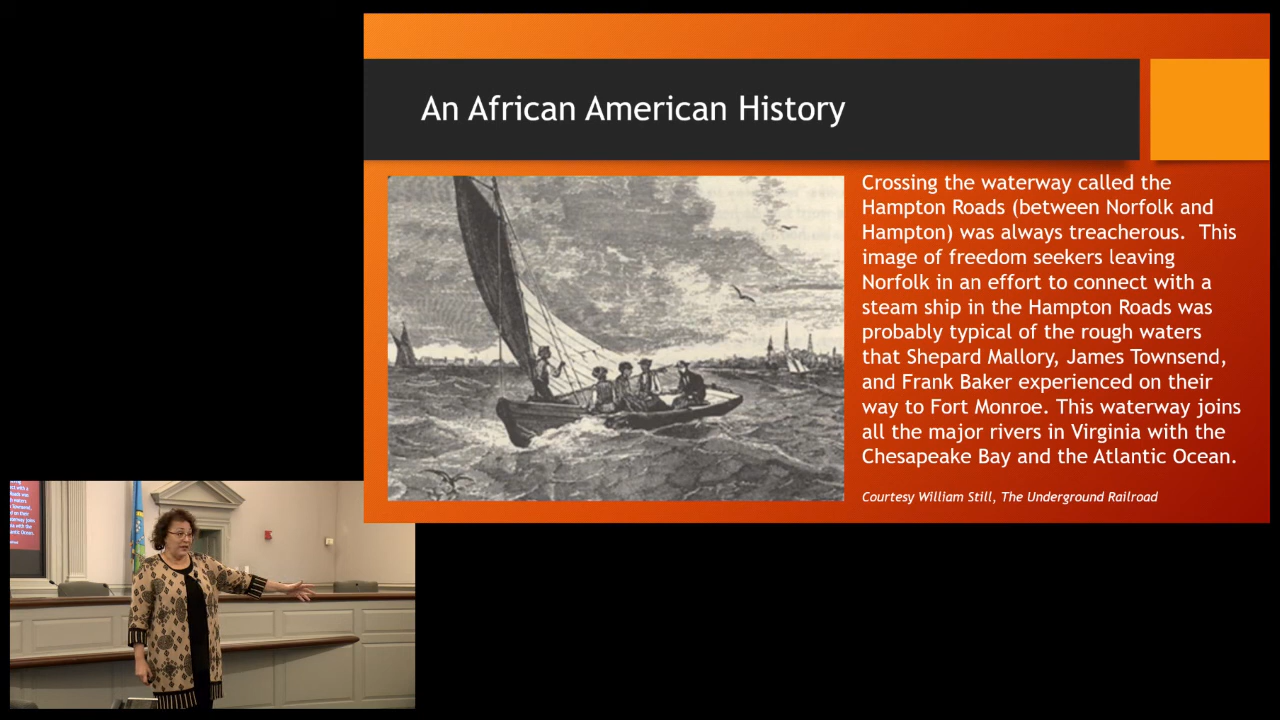 An African American History
Crossing the waterway called the
Hampton Roads (between Norfolk and
Hampton) was always treacherous.  This
image of freedom seekers leaving
Norfolk in an effort to connect with a
steam ship in the Hampton Roads was
probably typical of the rough waters
that Shepard Mallory, James Townsend,
and Frank Baker experienced on their
way to Fort Monroe. This waterway joins
all the major rivers in Virginia with the
Chesapeake Bay and the Atlantic Ocean.
Courtesy William Still, The Underground Railroad